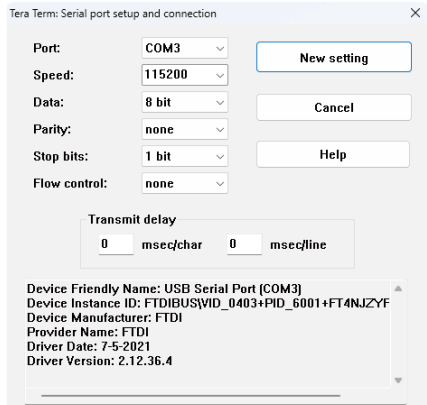 Tera Term: Serial port setup and connection
Port: COM3
New setting
Speed: 115200
Data: 8 bit
Cancel
Parity: none
Stop bits: 1 bit
Help
Flow control: none
Transmit delay
0 msec/char 0 msec/line
Device Friendly Name: USB Serial Port (COM3)
Device Instance ID: FTDIBUS\VID_0403+PID_6001+FT4NJZYF
Device Manufacturer: FTDI
Provider Name: FTDI
Driver Date: 7-5-2021
Driver Version: 2.12.36.4